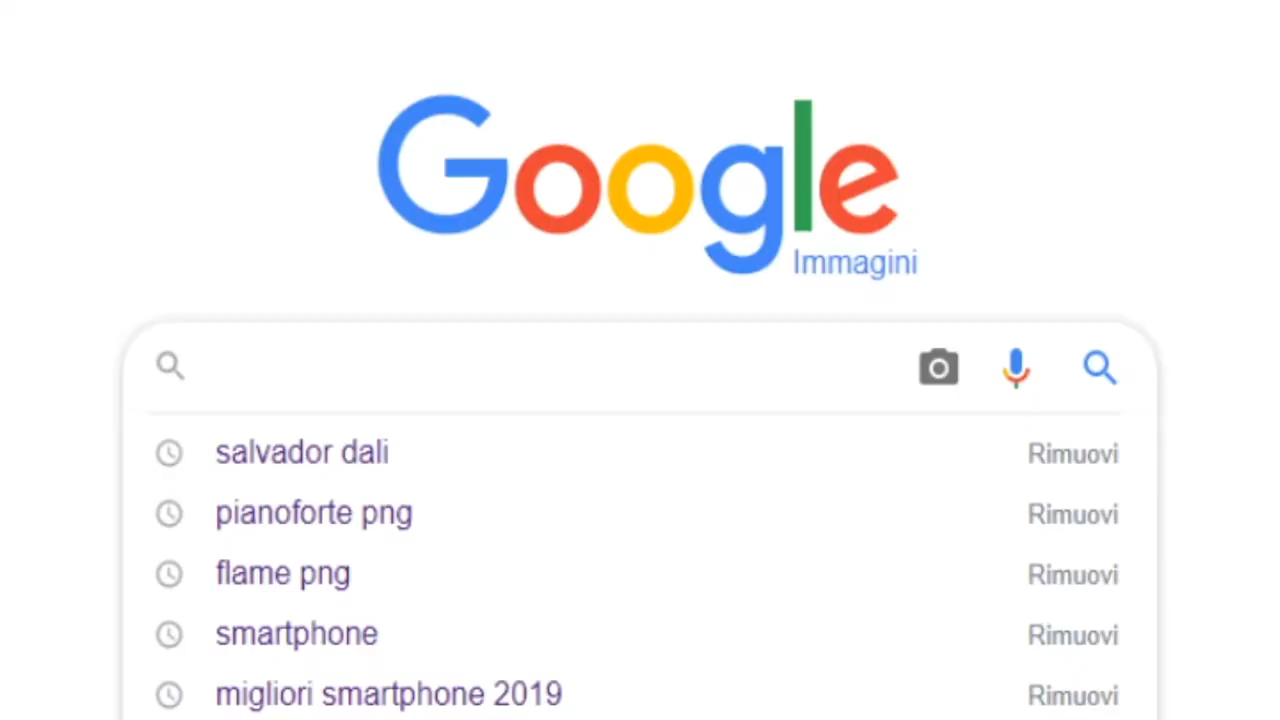 Google
Immagini
salvador dali Rimuovi
pianoforte png Rimuovi
flame png Rimuovi
smartphone Rimuovi
migliori smartphone 2019 Rimuovi